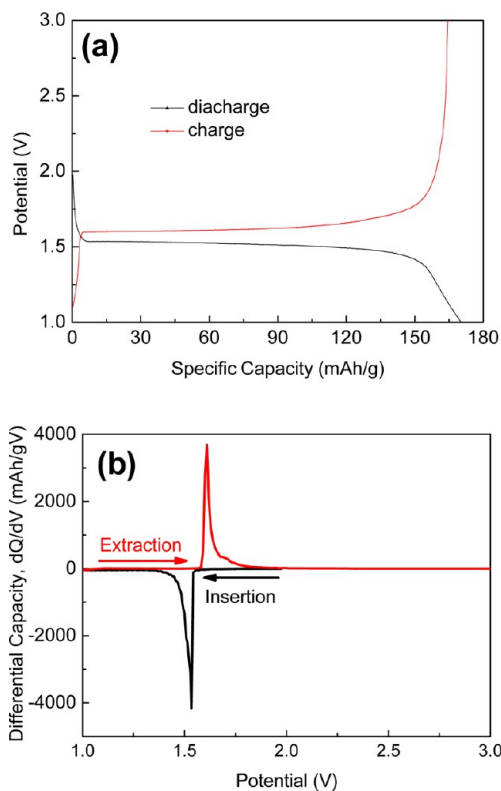 (a)
3.0
2.5
2.0
1.5
1.0
Potential (V)
diacharge
charge
0 30 60 90 120 150 180
Specific Capacity (mAh/g)
(b)
4000
2000
0
-2000
-4000
Differential Capacity, dQ/dV (mAh/gV)
Extraction
Insertion
1.0 1.5 2.0 2.5 3.0
Potential (V)